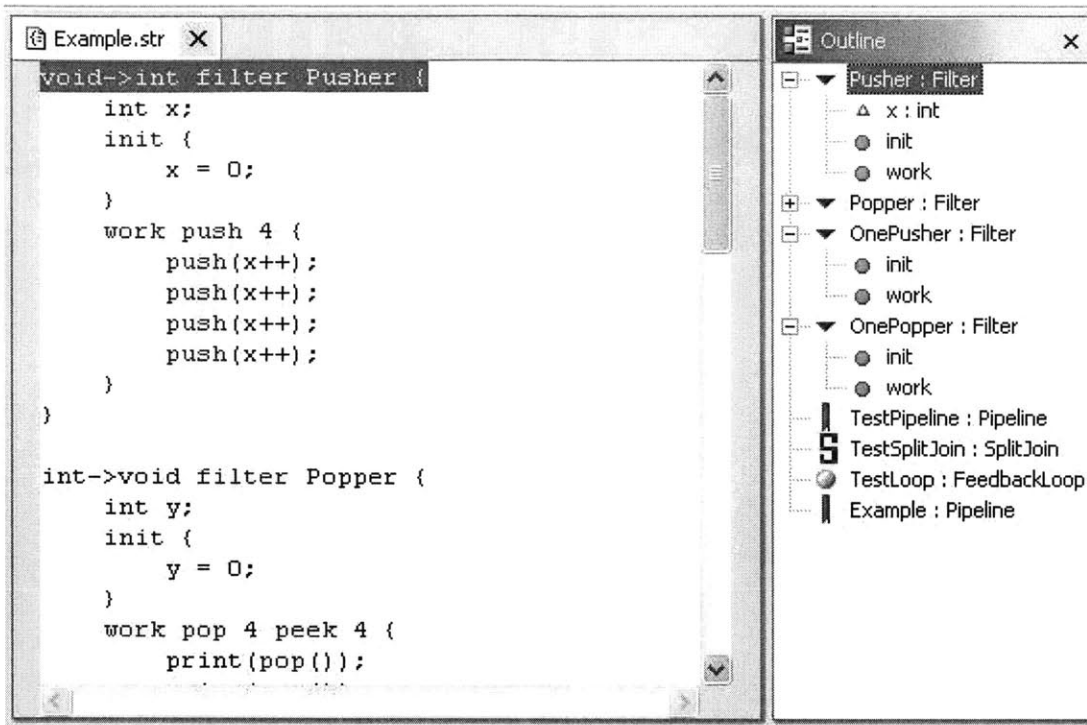 Example.str
void->int filter Pusher {
int x;
init {
x = 0;
}
work push 4 {
push(x++);
push(x++);
push(x++);
push(x++);
}
}
int->void filter Popper {
int y;
init {
y = 0;
}
work pop 4 peek 4 {
print(pop());
Outline
Pusher : Filter
x : int
init
work
Popper : Filter
OnePusher : Filter
init
work
OnePopper : Filter
init
work
TestPipeline : Pipeline
TestSplitJoin : SplitJoin
TestLoop : FeedbackLoop
Example : Pipeline